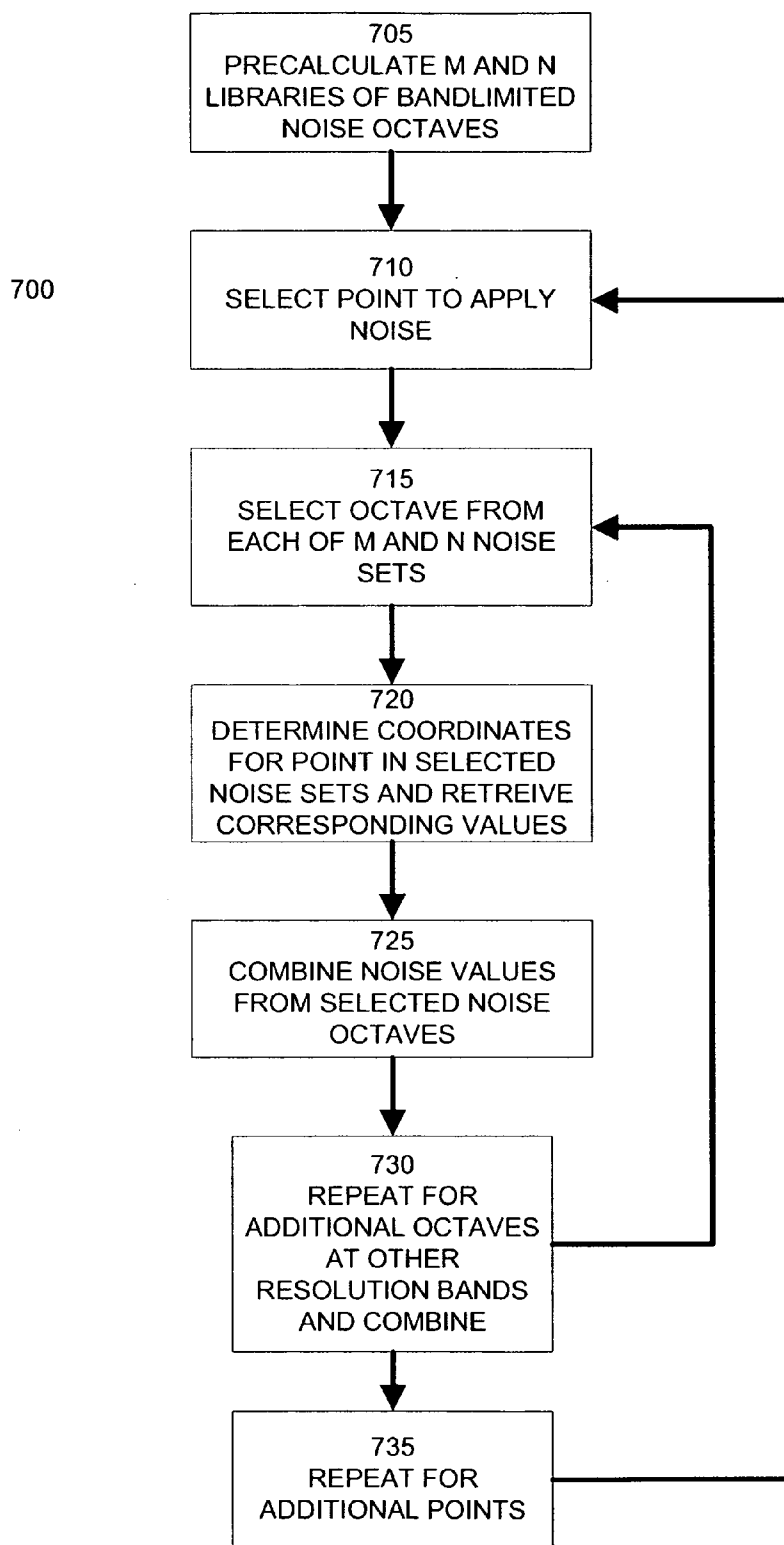 705
PRECALCULATE M AND N
LIBRARIES OF BANDLIMITED
NOISE OCTAVES
700
710
SELECT POINT TO APPLY
NOISE
715
SELECT OCTAVE FROM
EACH OF M AND N NOISE
SETS
720
DETERMINE COORDINATES
FOR POINT IN SELECTED
NOISE SETS AND RETREIVE
CORRESPONDING VALUES
725
COMBINE NOISE VALUES
FROM SELECTED NOISE
OCTAVES
730
REPEAT FOR
ADDITIONAL OCTAVES
AT OTHER
RESOLUTION BANDS
AND COMBINE
735
REPEAT FOR
ADDITIONAL POINTS